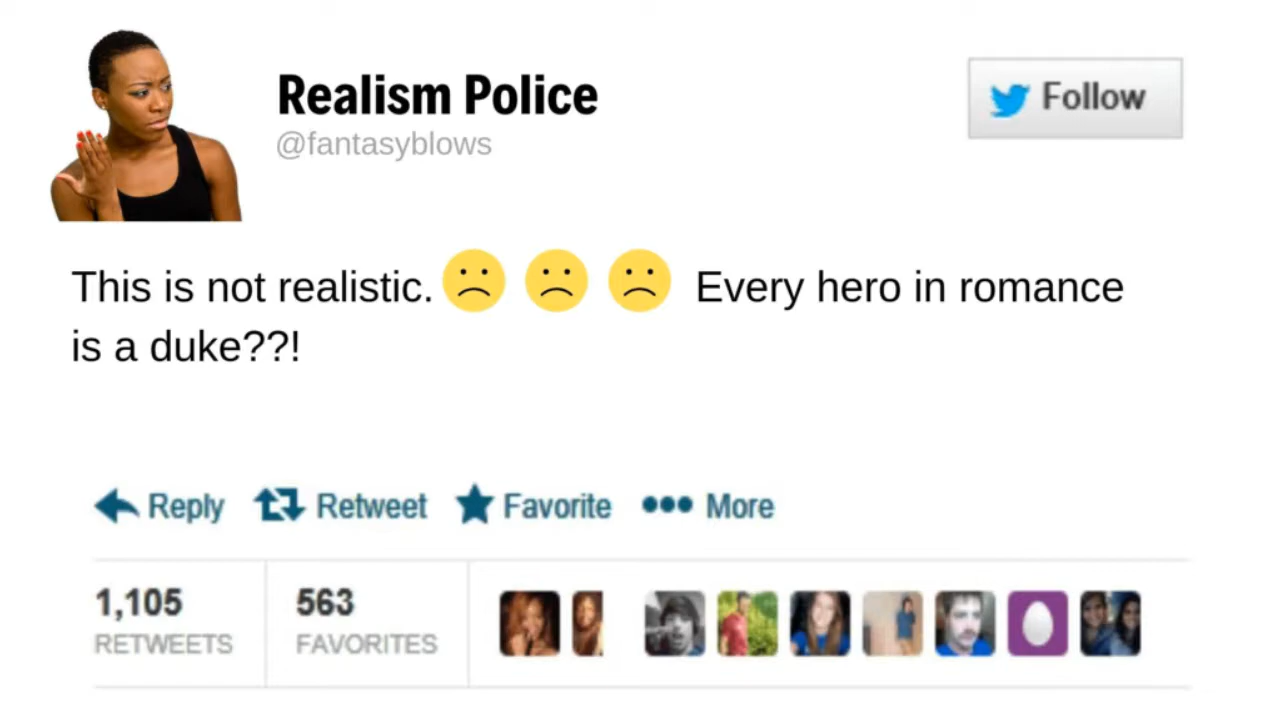 Realism Police
@fantasyblows
Follow
This is not realistic. ☹️☹️☹️ Every hero in romance
is a duke??!
Reply Retweet Favorite More
1,105 563
RETWEETS FAVORITES